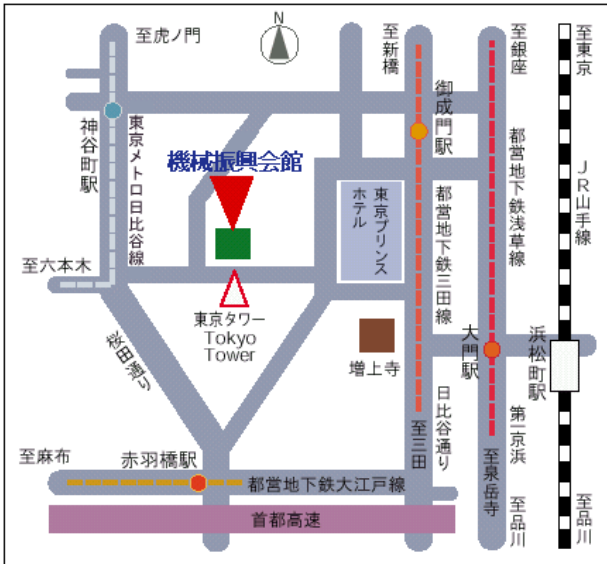 至虎ノ門
N
至新橋
至銀座
至東京
御成門駅
神谷町駅
東京メトロ日比谷線
機械振興会館
東京プリンス
ホテル
都営地下鉄三田線
都営地下鉄浅草線
JR山手線
至六本木
東京タワー
Tokyo
Tower
桜田通り
増上寺
大門駅
浜松町駅
日比谷通り
第一京浜
至三田
至麻布
赤羽橋駅
都営地下鉄大江戸線
至泉岳寺
至品川
至品川
首都高速